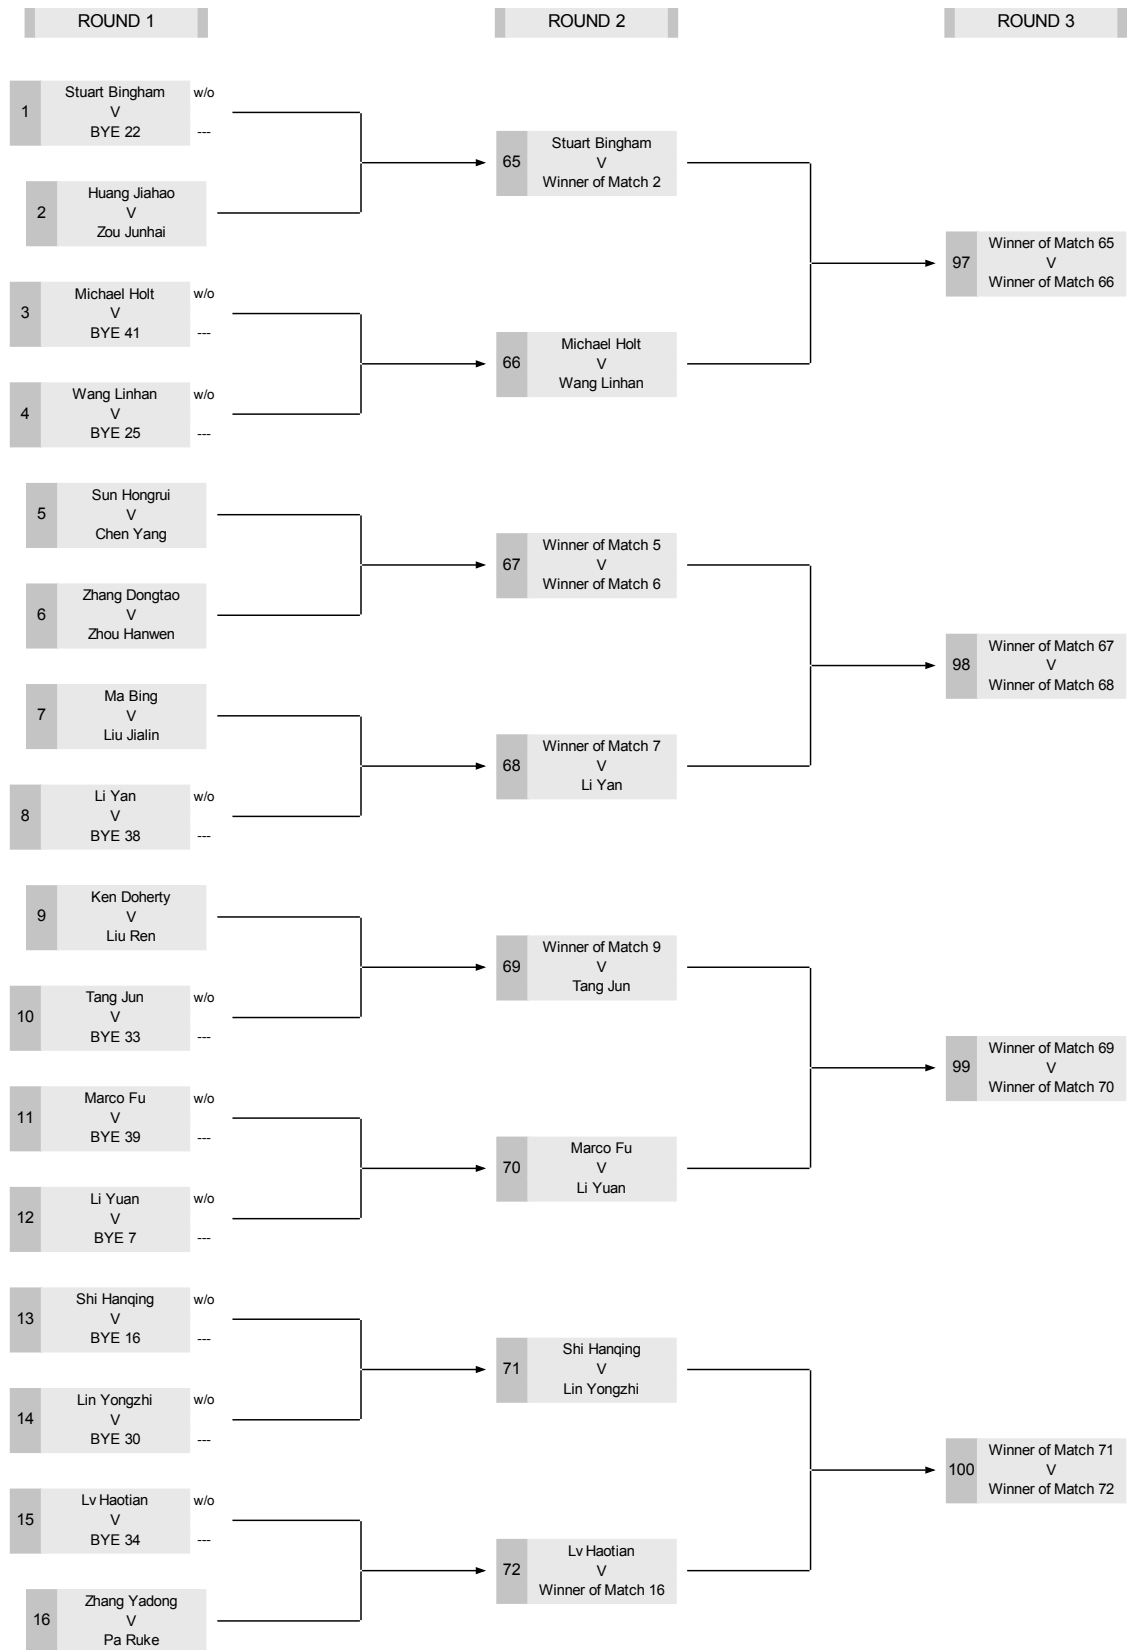 ROUND 1
ROUND 2
ROUND 3
1
Stuart Bingham
V
BYE 22
w/o
---
2
Huang Jiahao
V
Zou Junhai
3
Michael Holt
V
BYE 41
w/o
---
4
Wang Linhan
V
BYE 25
w/o
---
5
Sun Hongrui
V
Chen Yang
6
Zhang Dongtao
V
Zhou Hanwen
7
Ma Bing
V
Liu Jialin
8
Li Yan
V
BYE 38
w/o
---
9
Ken Doherty
V
Liu Ren
10
Tang Jun
V
BYE 33
w/o
---
11
Marco Fu
V
BYE 39
w/o
---
12
Li Yuan
V
BYE 7
w/o
---
13
Shi Hanqing
V
BYE 16
w/o
---
14
Lin Yongzhi
V
BYE 30
w/o
---
15
Lv Haotian
V
BYE 34
w/o
---
16
Zhang Yadong
V
Pa Ruke
65
Stuart Bingham
V
Winner of Match 2
66
Michael Holt
V
Wang Linhan
67
Winner of Match 5
V
Winner of Match 6
68
Winner of Match 7
V
Li Yan
69
Winner of Match 9
V
Tang Jun
70
Marco Fu
V
Li Yuan
71
Shi Hanqing
V
Lin Yongzhi
72
Lv Haotian
V
Winner of Match 16
97
Winner of Match 65
V
Winner of Match 66
98
Winner of Match 67
V
Winner of Match 68
99
Winner of Match 69
V
Winner of Match 70
100
Winner of Match 71
V
Winner of Match 72